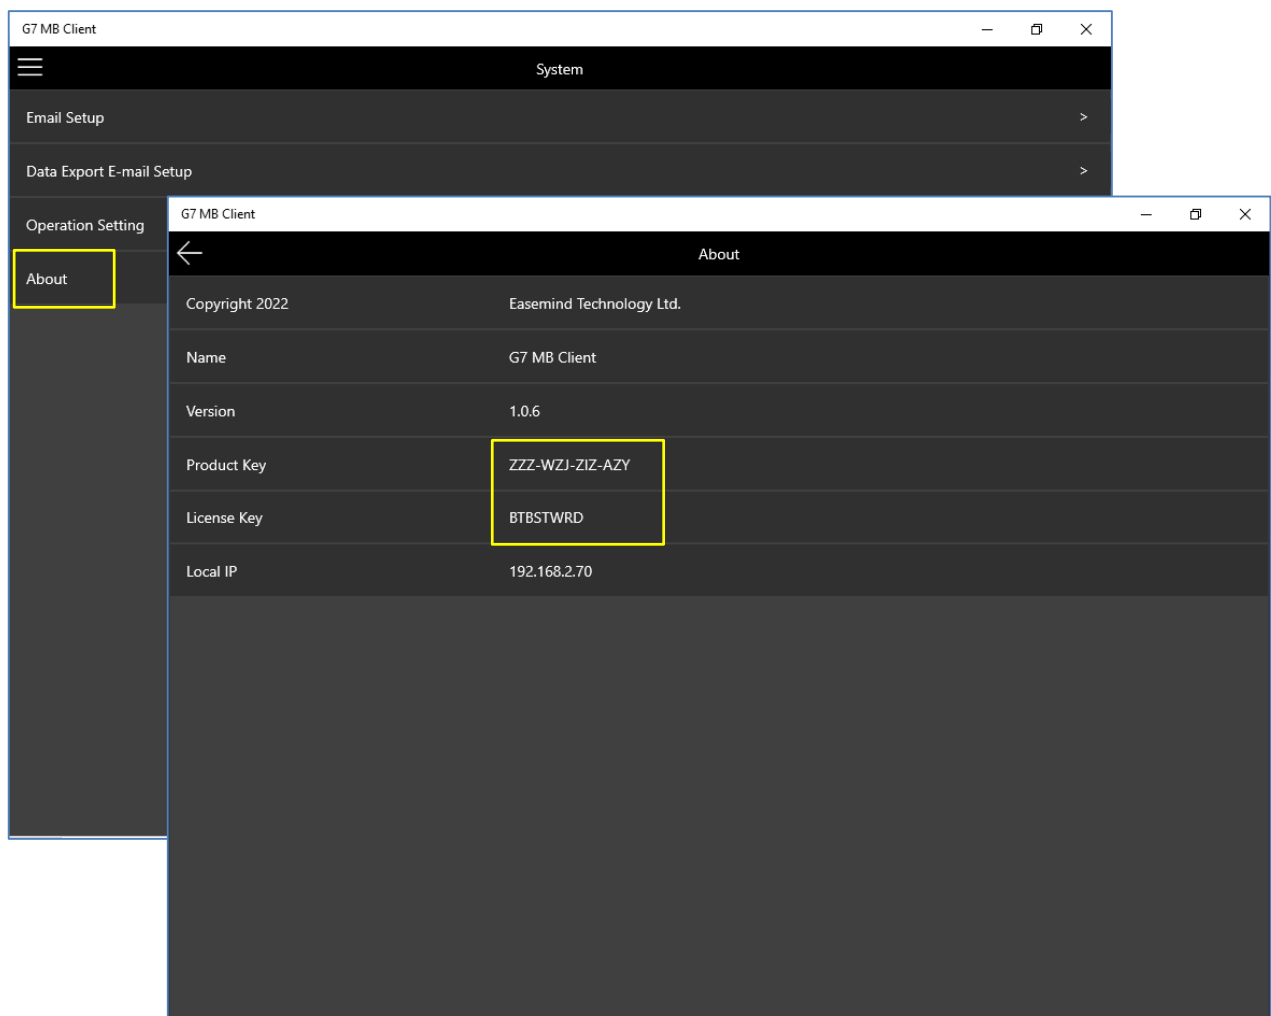 G7 MB Client
System
Email Setup >
Data Export E-mail Setup >
Operation Setting
About
G7 MB Client
About
Copyright 2022 Easemind Technology Ltd.
Name G7 MB Client
Version 1.0.6
Product Key ZZZ-WZJ-ZIZ-AZY
License Key BTBSTWRD
Local IP 192.168.2.70